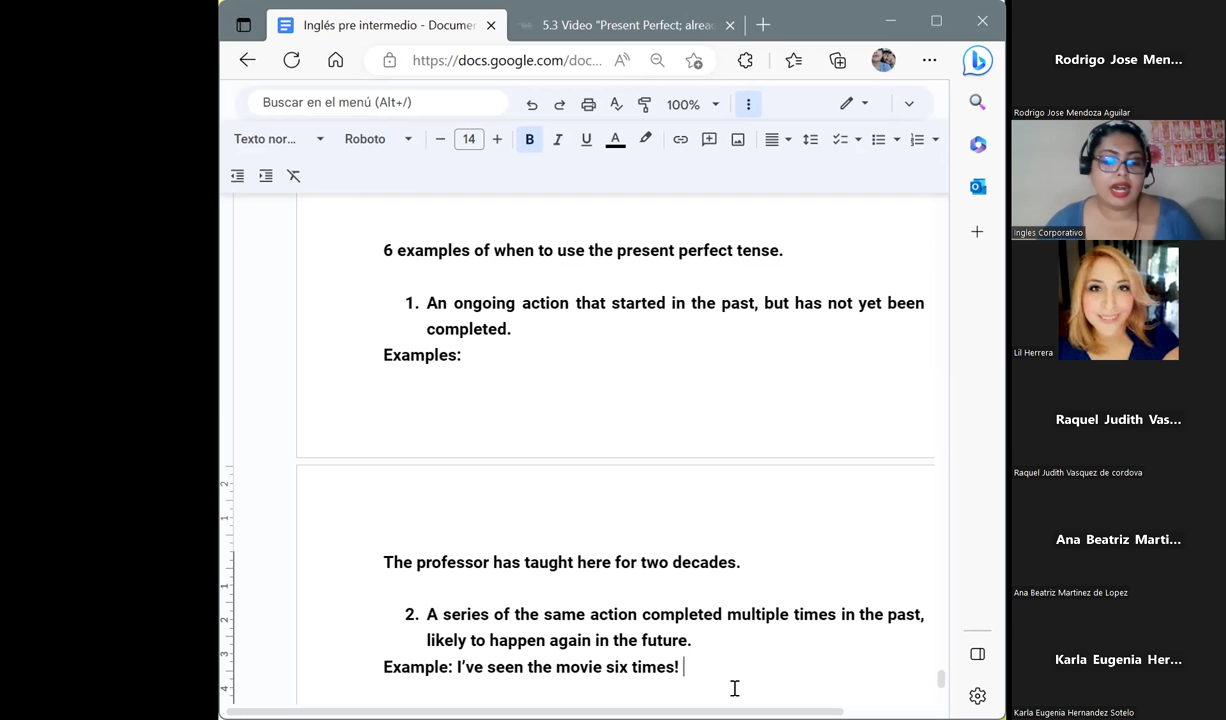 Inglés pre intermedio - Documen
5.3 Video "Present Perfect; alrea
https://docs.google.com/doc...
Buscar en el menú (Alt+/)
100%
Texto nor...
Roboto
14
B
I
U
A
6 examples of when to use the present perfect tense.
1. An ongoing action that started in the past, but has not yet been
completed.
Examples:
The professor has taught here for two decades.
2. A series of the same action completed multiple times in the past,
likely to happen again in the future.
Example: I've seen the movie six times!
2
1
1
2
3
4
Rodrigo Jose Men...
Rodrigo Jose Mendoza Aguilar
Ingles Corporativo
Lil Herrera
Raquel Judith Vas...
Raquel Judith Vasquez de cordova
Ana Beatriz Marti...
Ana Beatriz Martinez de Lopez
Karla Eugenia Her...
Karla Eugenia Hernandez Sotelo